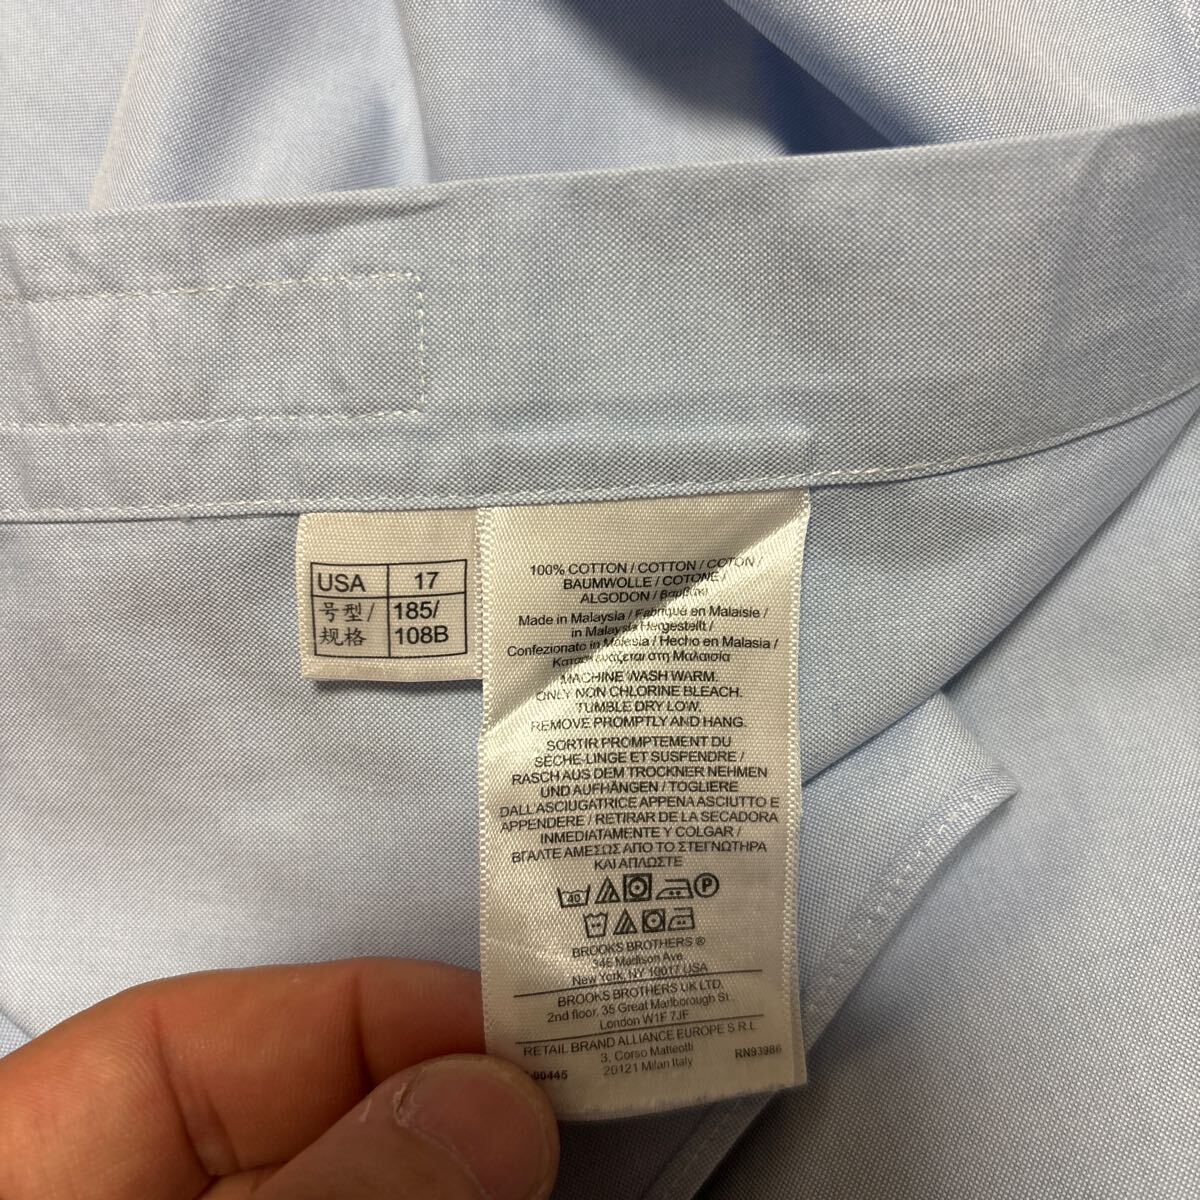 USA 17
号型/ 185/
规格 108B
100% COTTON / COTTON / COTON /
BAUMWOLLE / COTONE /
ALGODON / βαμβάκι
Made in Malaysia / Fabriqué en Malaisie /
in Malaysia Hergestellt /
Confezionato in Malesia / Hecho en Malasia /
Κατασκευάζεται στη Μαλαισία
MACHINE WASH WARM.
ONLY NON CHLORINE BLEACH.
TUMBLE DRY LOW.
REMOVE PROMPTLY AND HANG.
SORTIR PROMPTEMENT DU
SÈCHE-LINGE ET SUSPENDRE /
RASCH AUS DEM TROCKNER NEHMEN
UND AUFHÄNGEN / TOGLIERE
DALL'ASCIUGATRICE APPENA ASCIUTTO E
APPENDERE / RETIRAR DE LA SECADORA
INMEDIATAMENTE Y COLGAR /
ΒΓΑΛΤΕ ΑΜΕΣΩΣ ΑΠΟ ΤΟ ΣΤΕΓΝΩΤΗΡΑ
ΚΑΙ ΑΠΛΩΣΤΕ
40 P
BROOKS BROTHERS ®
346 Madison Ave.
New York, NY 10017 USA
BROOKS BROTHERS UK LTD.
2nd floor, 35 Great Marlborough St.
London W1F 7JF
RETAIL BRAND ALLIANCE EUROPE S.R.L
3, Corso Matteotti
20121 Milan Italy
RN93986
00445